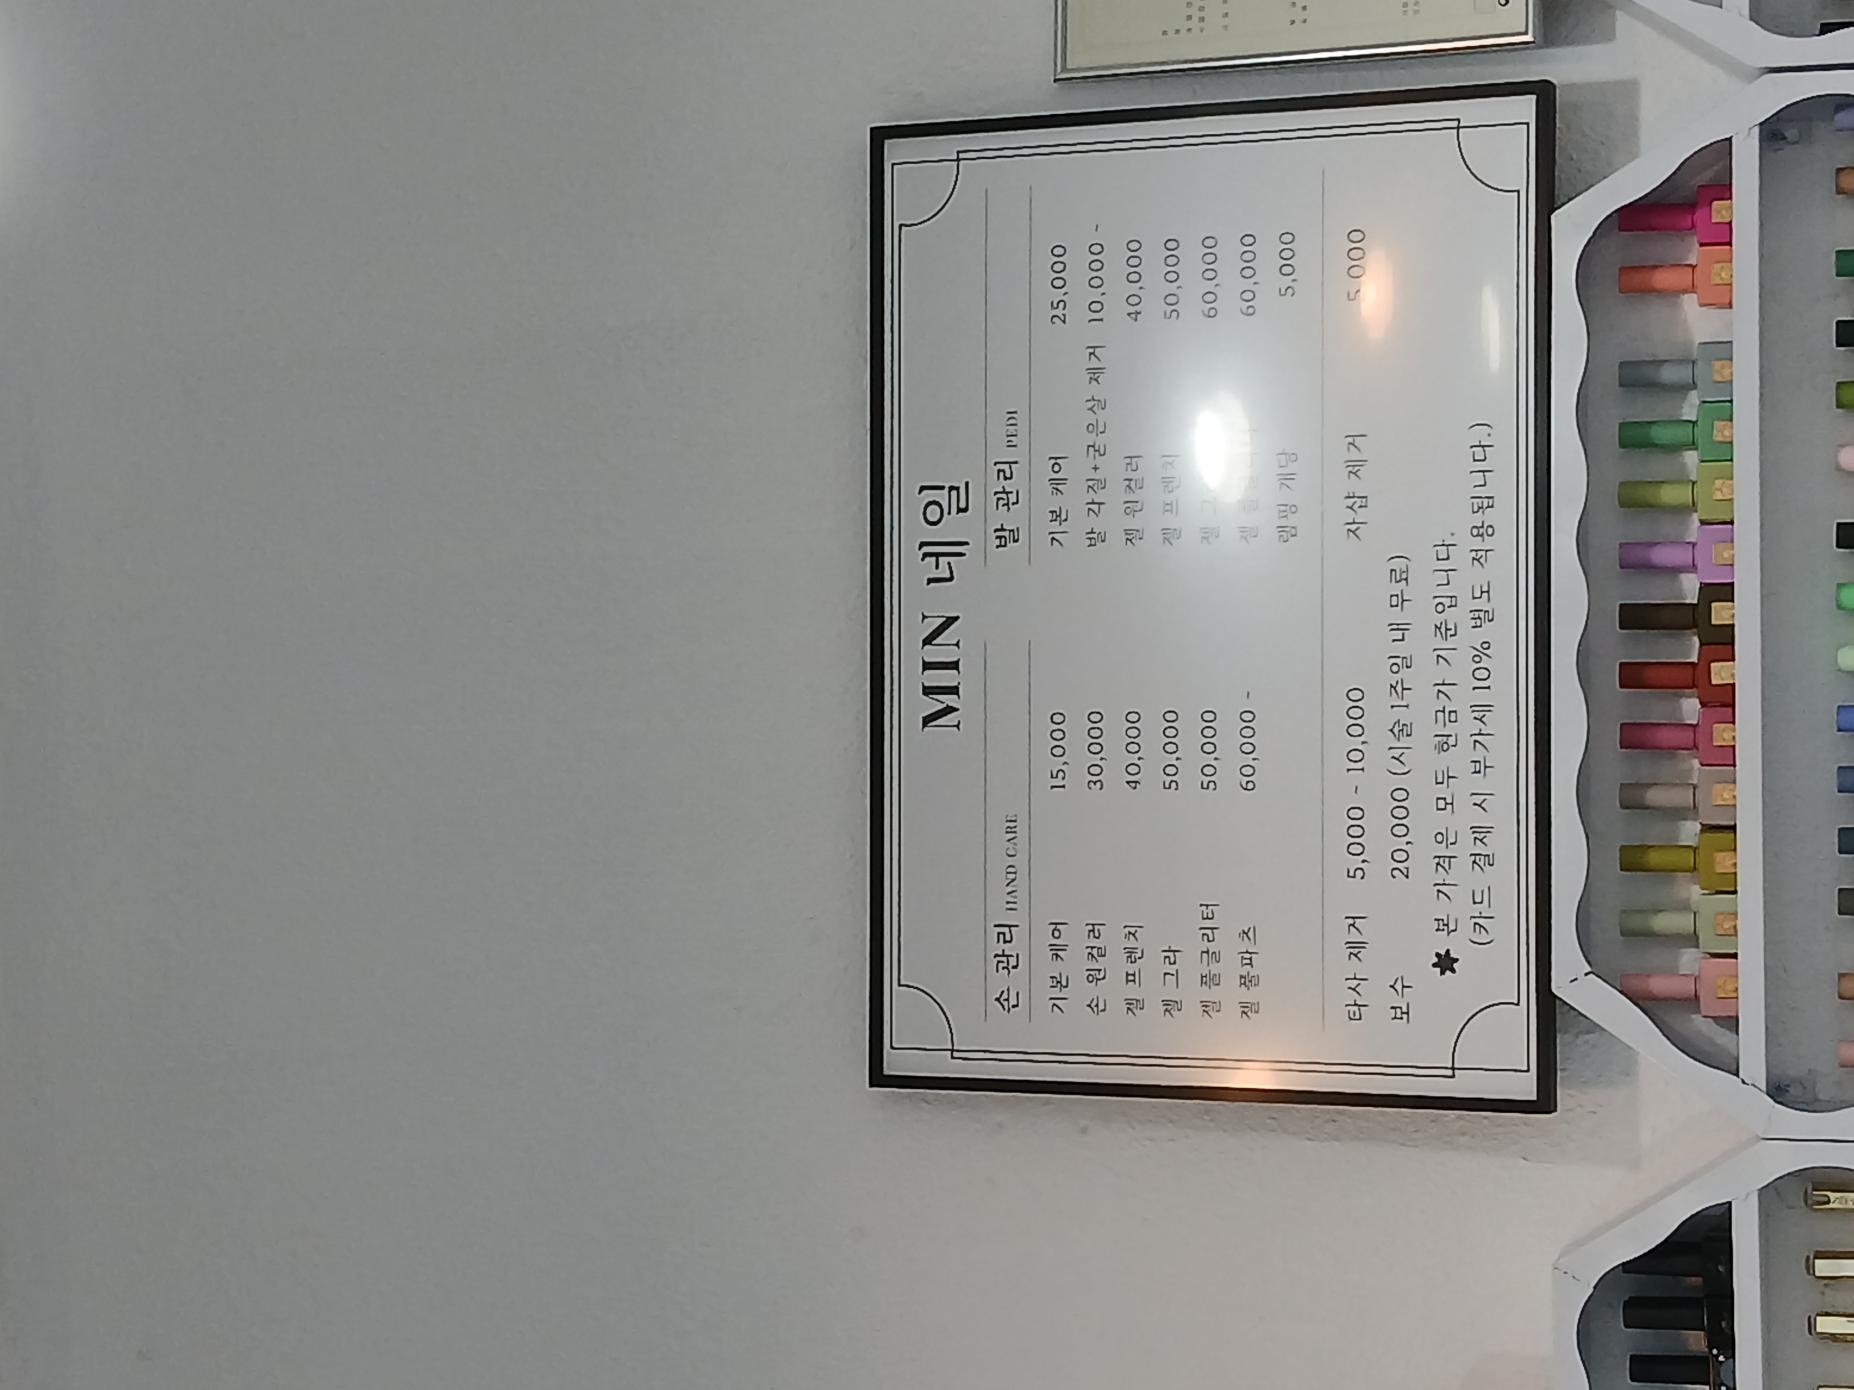 MIN 네일
손 관리 HAND CARE
기본 케어 15,000
손 원컬러 30,000
젤 프렌치 40,000
젤 그라 50,000
젤 풀글리터 50,000
젤 풀파츠 60,000 ~
발 관리 PEDI
기본 케어 25,000
발 각질+굳은살 제거 10,000 ~
젤 원컬러 40,000
젤 프렌치 50,000
젤 60,000
젤 60,000
랩핑 개당 5,000
타사 제거 5,000 ~ 10,000
자샵 제거 5,000
보수 20,000 (시술 1주일 내 무료)
★ 본 가격은 모두 현금가 기준입니다.
(카드 결제 시 부가세 10% 별도 적용됩니다.)